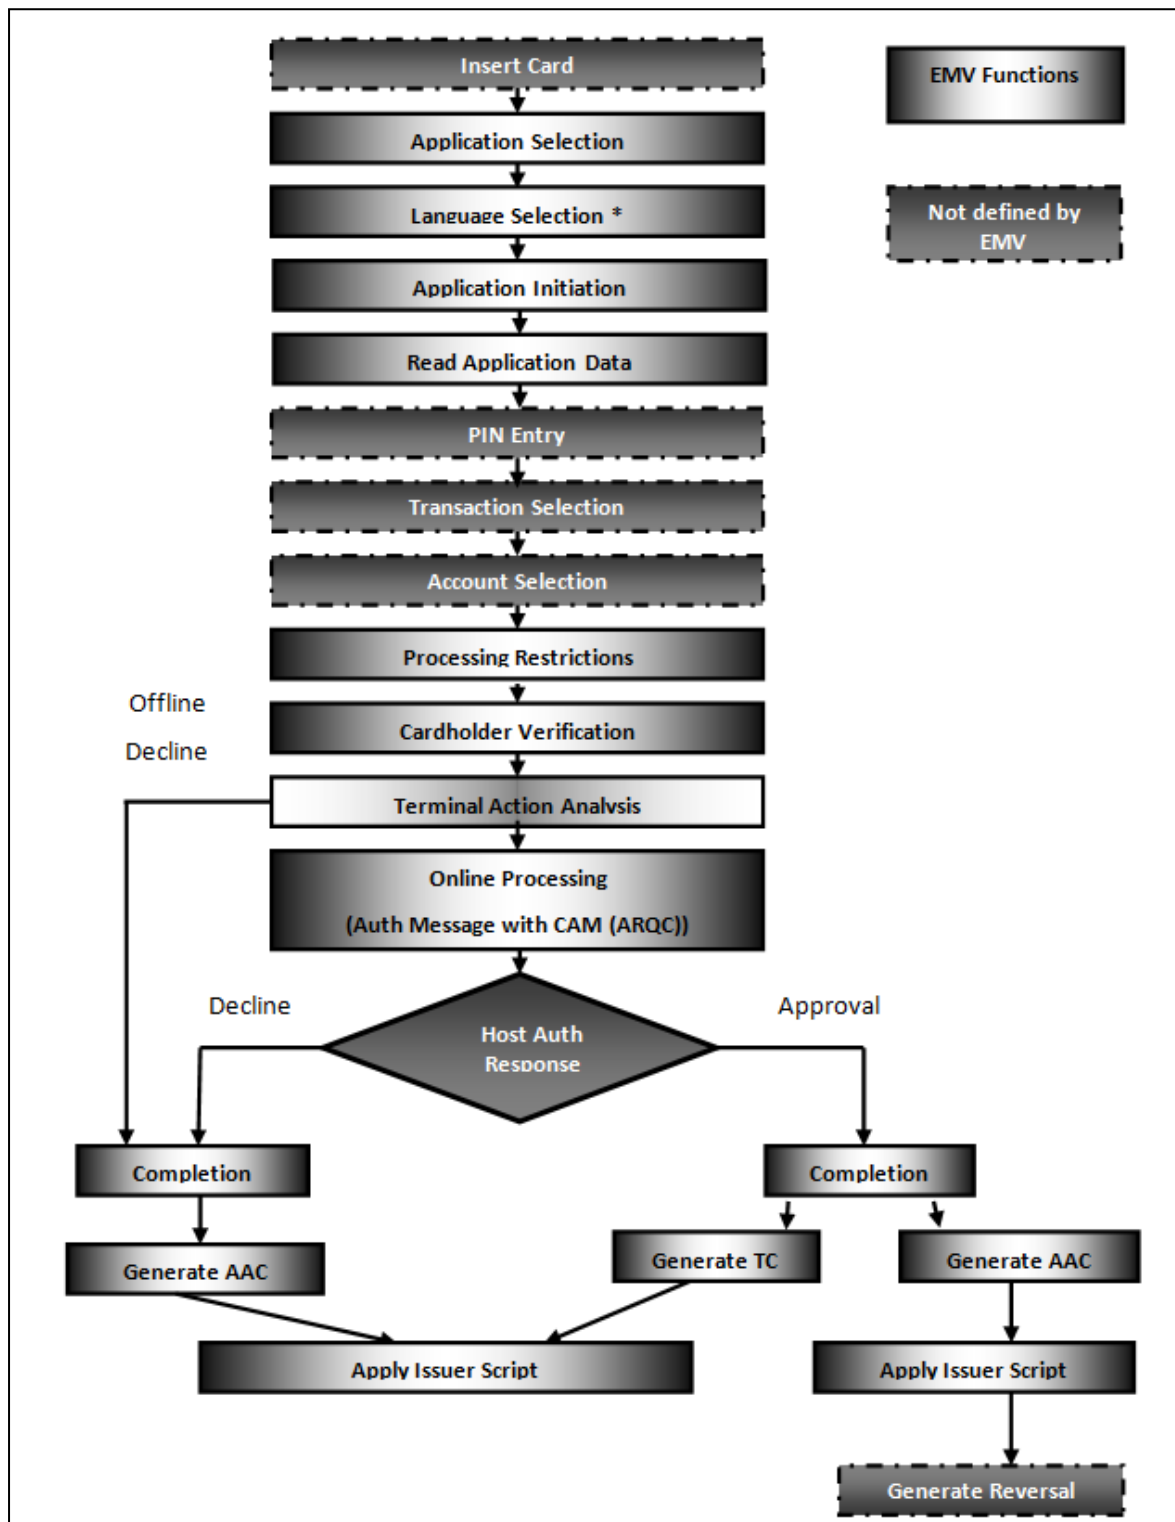 Insert Card
EMV Functions
Application Selection
Not defined by
EMV
Language Selection *
Application Initiation
Read Application Data
PIN Entry
Transaction Selection
Account Selection
Processing Restrictions
Offline
Decline
Cardholder Verification
Terminal Action Analysis
Online Processing
(Auth Message with CAM (ARQC))
Decline
Approval
Host Auth
Response
Completion
Completion
Generate AAC
Generate TC
Generate AAC
Apply Issuer Script
Apply Issuer Script
Generate Reversal